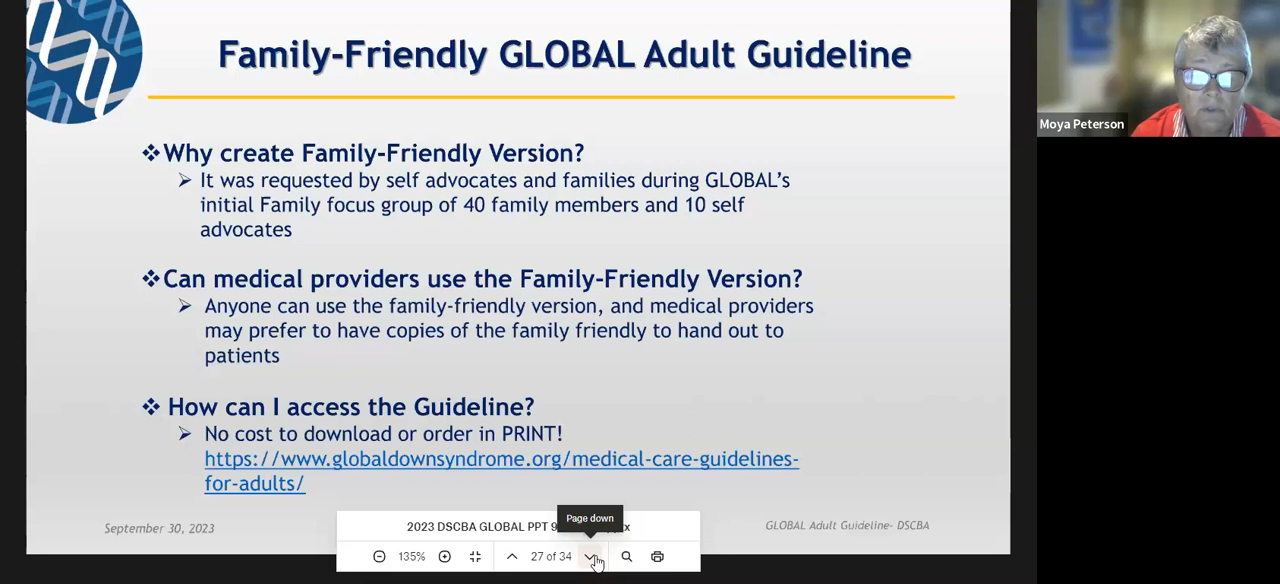 Family-Friendly GLOBAL Adult Guideline
Moya Peterson
❖Why create Family-Friendly Version?
➢ It was requested by self advocates and families during GLOBAL's
initial Family focus group of 40 family members and 10 self
advocates
❖Can medical providers use the Family-Friendly Version?
➢ Anyone can use the family-friendly version, and medical providers
may prefer to have copies of the family friendly to hand out to
patients
❖ How can I access the Guideline?
➢ No cost to download or order in PRINT!
https://www.globaldownsyndrome.org/medical-care-guidelines-
for-adults/
September 30, 2023
GLOBAL Adult Guideline- DSCBA
Page down
2023 DSCBA GLOBAL PPT
135%
27 of 34